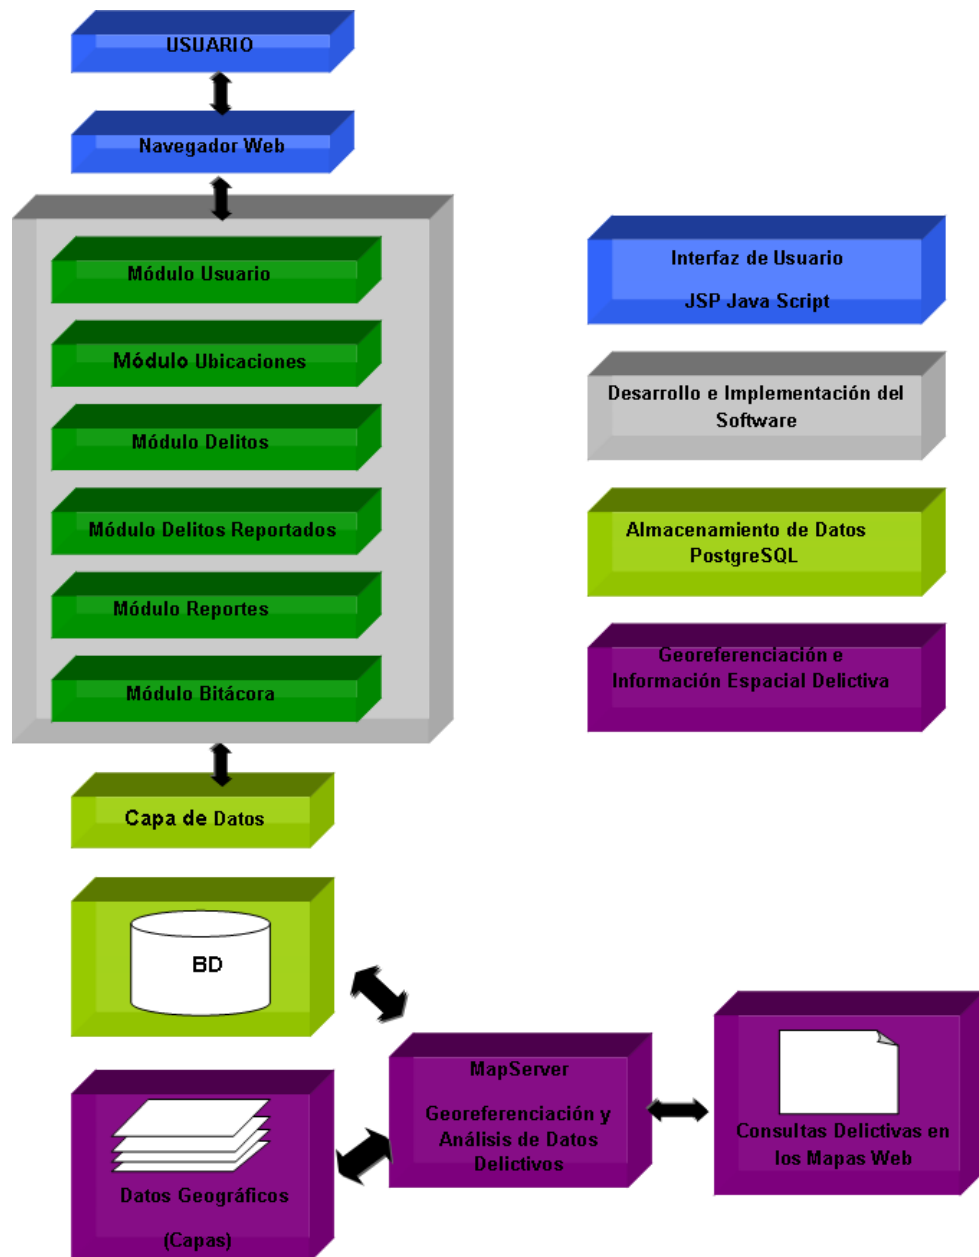 USUARIO
Navegador Web
Módulo Usuario
Módulo Ubicaciones
Módulo Delitos
Módulo Delitos Reportados
Módulo Reportes
Módulo Bitácora
Capa de Datos
BD
Datos Geográficos
(Capas)
MapServer
Georeferenciación y
Análisis de Datos
Delictivos
Consultas Delictivas en
los Mapas Web
Interfaz de Usuario
JSP Java Script
Desarrollo e Implementación del
Software
Almacenamiento de Datos
PostgreSQL
Georeferenciación e
Información Espacial Delictiva